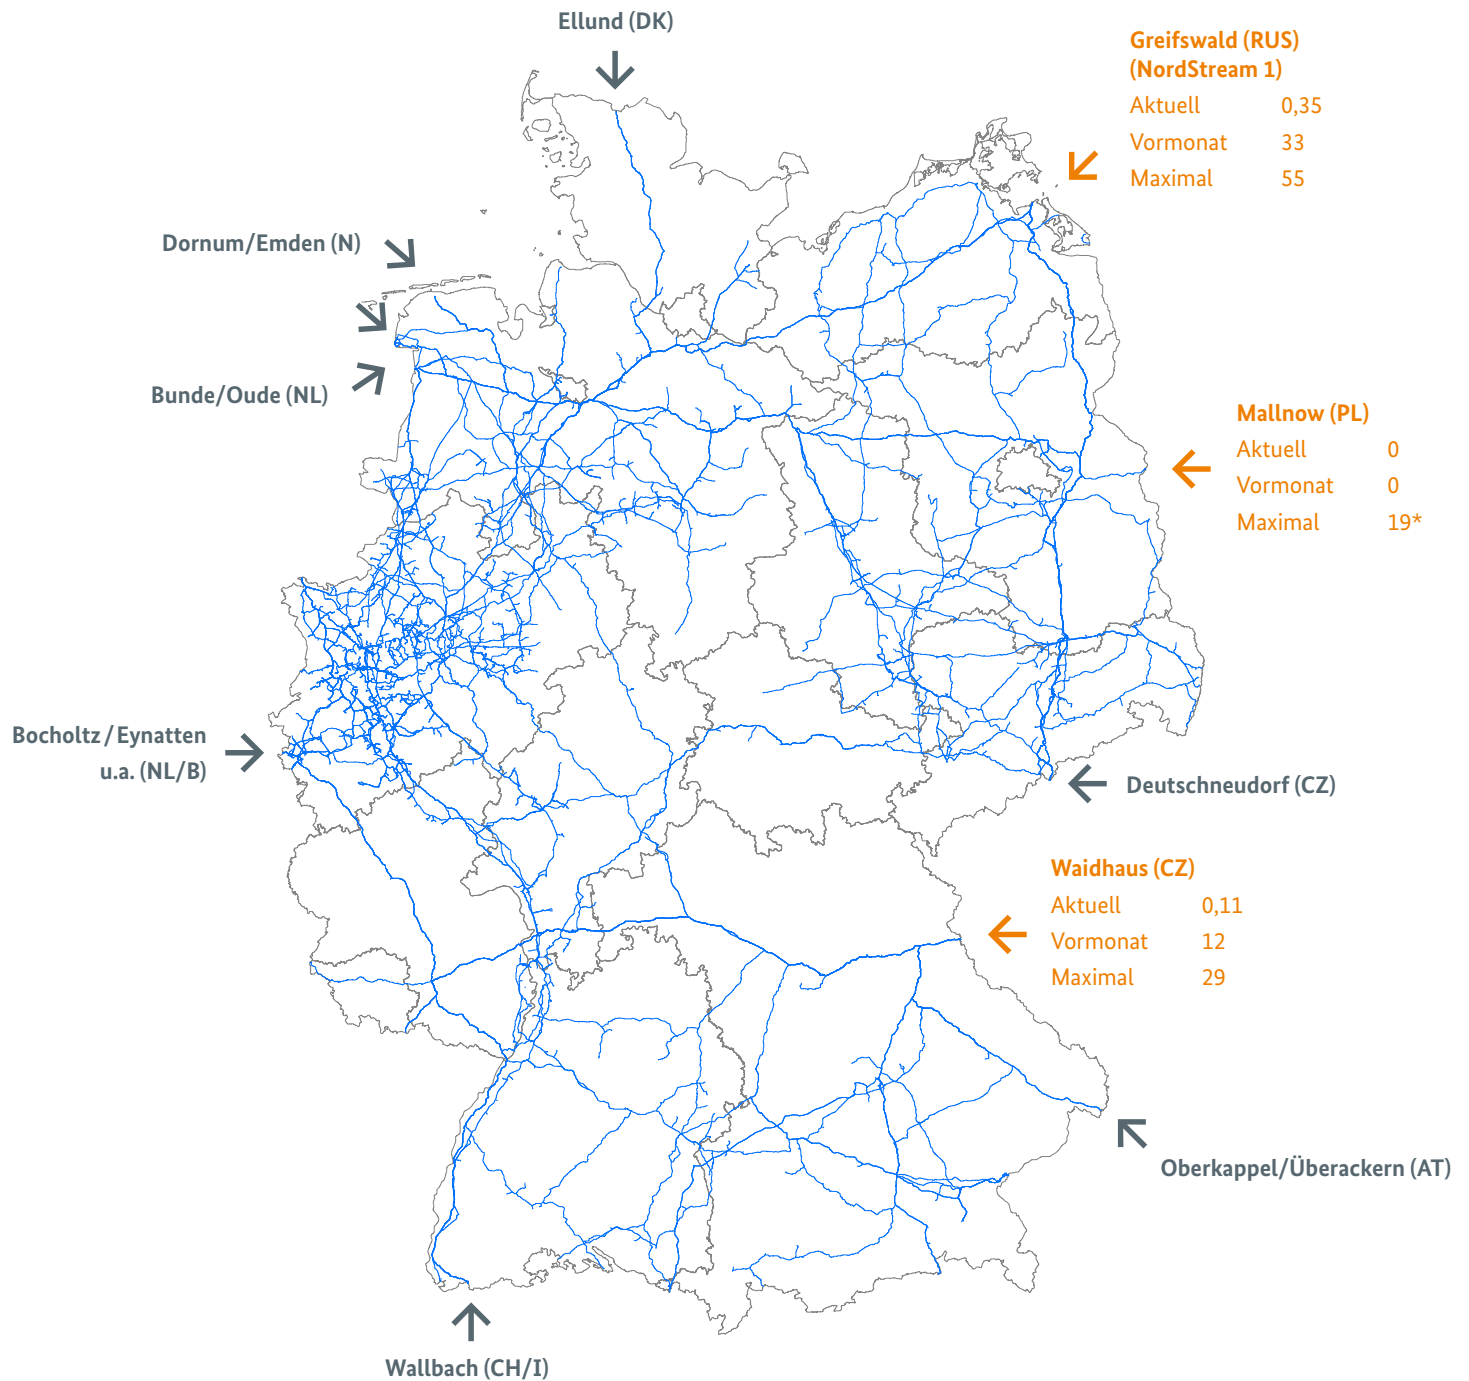 Ellund (DK)
Greifswald (RUS)
(NordStream 1)
Aktuell 0,35
Vormonat 33
Maximal 55
Dornum/Emden (N)
Bunde/Oude (NL)
Mallnow (PL)
Aktuell 0
Vormonat 0
Maximal 19*
Bocholtz / Eynatten
u.a. (NL/B)
Deutschneudorf (CZ)
Waidhaus (CZ)
Aktuell 0,11
Vormonat 12
Maximal 29
Oberkappel/Überackern (AT)
Wallbach (CH/I)